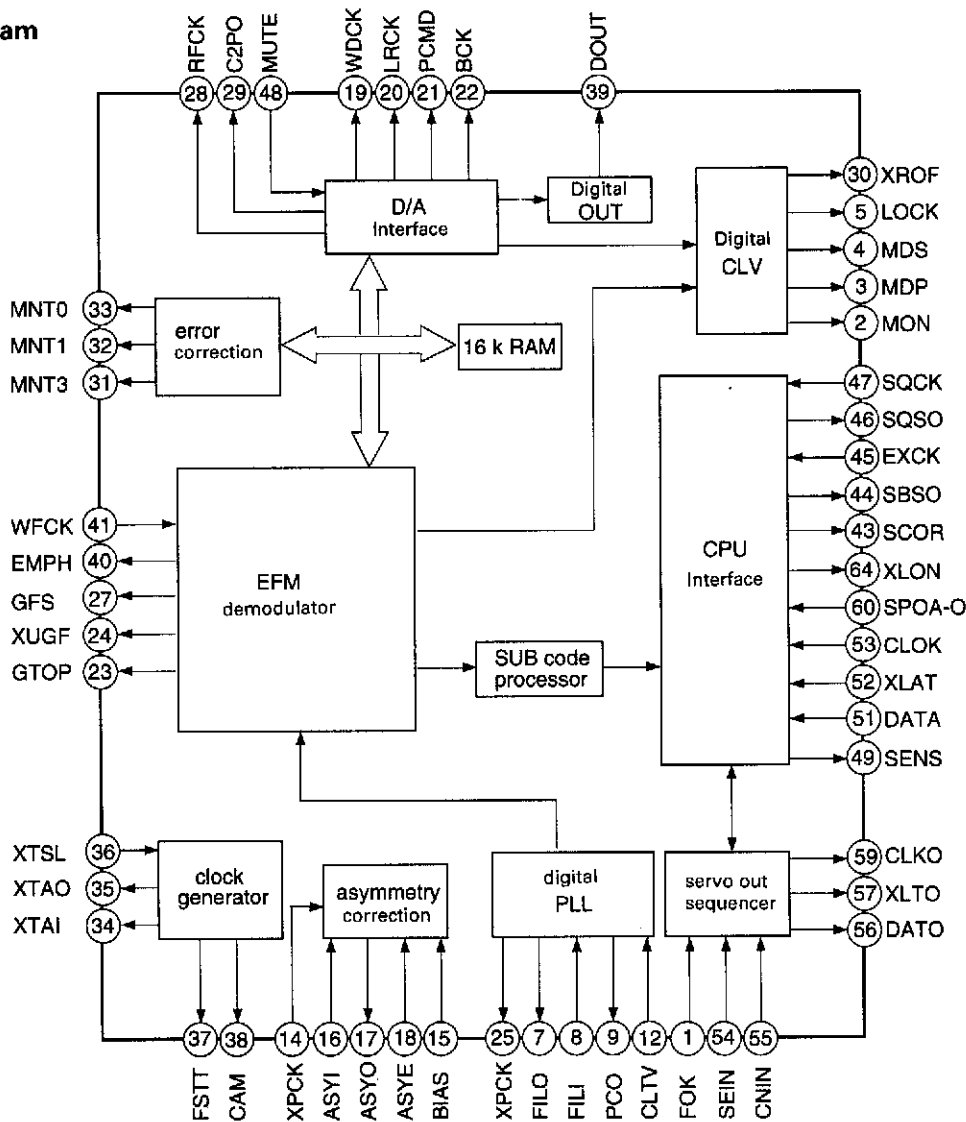 am
RFCK
C2PO
MUTE
WDCK
LRCK
PCMD
BCK
DOUT
28
29
48
19
20
21
22
39
D/A
Interface
Digital
OUT
Digital
CLV
30 XROF
5 LOCK
4 MDS
3 MDP
2 MON
MNT0 33
MNT1 32
MNT3 31
error
correction
16 k RAM
47 SQCK
46 SQSO
45 EXCK
44 SBSO
43 SCOR
64 XLON
60 SPOA-O
53 CLOK
52 XLAT
51 DATA
49 SENS
CPU
Interface
WFCK 41
EMPH 40
GFS 27
XUGF 24
GTOP 23
EFM
demodulator
SUB code
processor
XTSL 36
XTAO 35
XTAI 34
clock
generator
asymmetry
correction
digital
PLL
servo out
sequencer
59 CLKO
57 XLTO
56 DATO
37
38
14
16
17
18
15
25
7
8
9
12
1
54
55
FSTT
CAM
XPCK
ASYI
ASYO
ASYE
BIAS
XPCK
FILO
FILI
PCO
CLTV
FOK
SEIN
CNIN